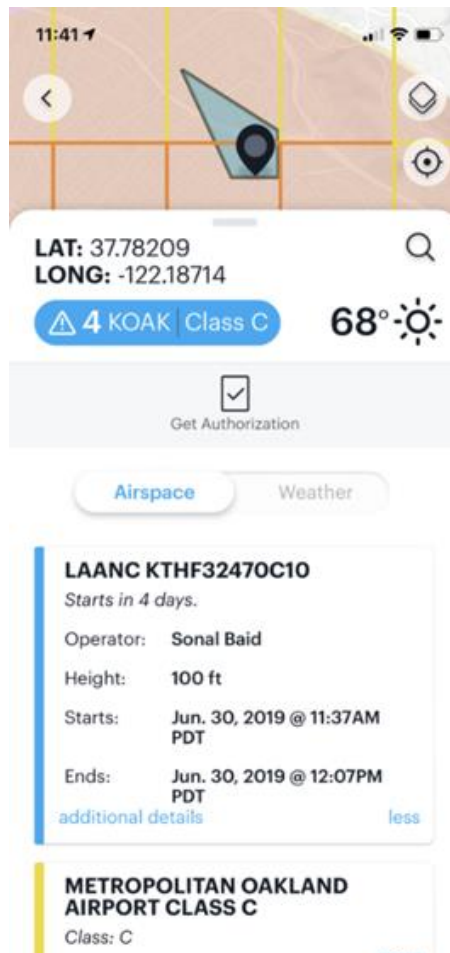 11:41
LAT: 37.78209
LONG: -122.18714
4 KOAK | Class C
68°
Get Authorization
Airspace
Weather
LAANC KTHF32470C10
Starts in 4 days.
Operator: Sonal Baid
Height: 100 ft
Starts: Jun. 30, 2019 @ 11:37AM
PDT
Ends: Jun. 30, 2019 @ 12:07PM
PDT
additional details
less
METROPOLITAN OAKLAND
AIRPORT CLASS C
Class: C